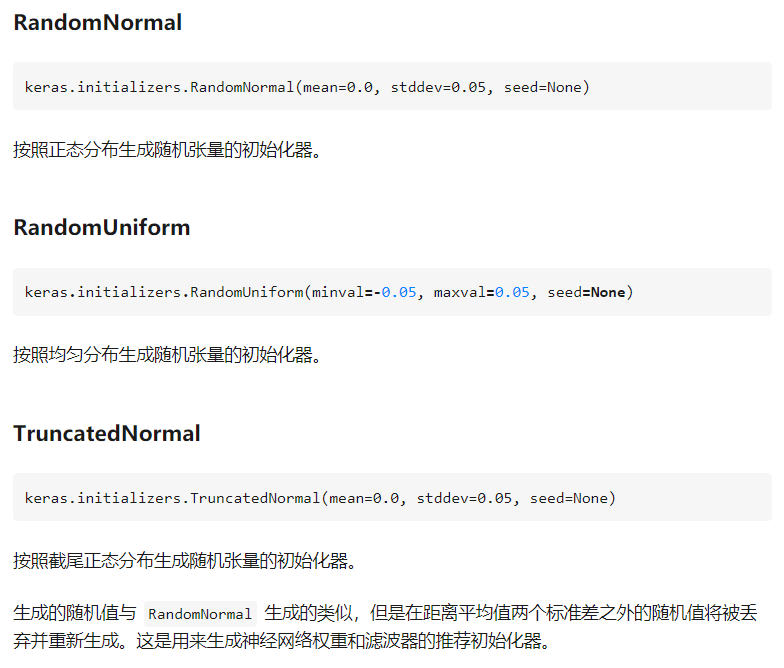 RandomNormal
keras.initializers.RandomNormal(mean=0.0, stddev=0.05, seed=None)
按照正态分布生成随机张量的初始化器。
RandomUniform
keras.initializers.RandomUniform(minval=-0.05, maxval=0.05, seed=None)
按照均匀分布生成随机张量的初始化器。
TruncatedNormal
keras.initializers.TruncatedNormal(mean=0.0, stddev=0.05, seed=None)
按照截尾正态分布生成随机张量的初始化器。
生成的随机值与 RandomNormal 生成的类似，但是在距离平均值两个标准差之外的随机值将被丢
弃并重新生成。这是用来生成神经网络权重和滤波器的推荐初始化器。